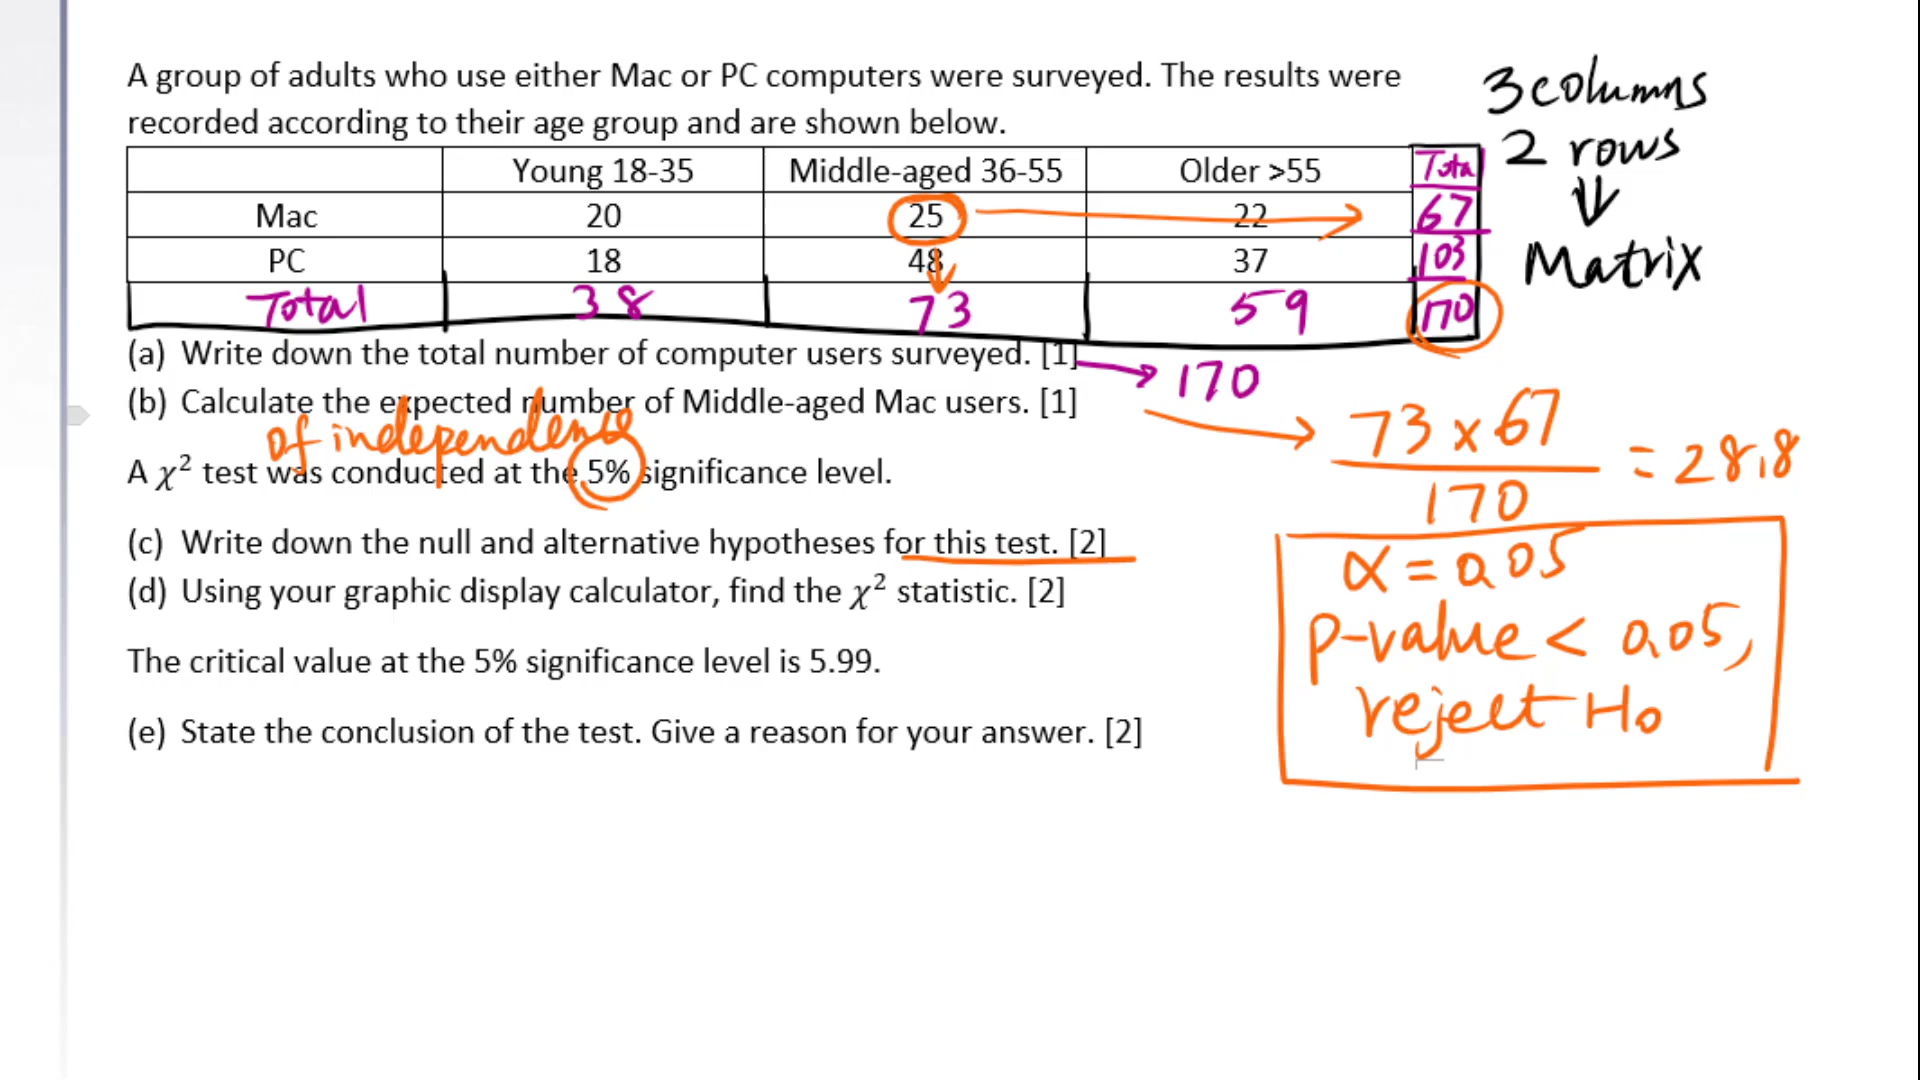 A group of adults who use either Mac or PC computers were surveyed. The results were
recorded according to their age group and are shown below.
3 columns
2 rows
⇓
Matrix
Young 18-35 Middle-aged 36-55 Older >55 Tota
Mac 20 25 22 67
PC 18 48 37 103
Total 38 73 59 170
(a) Write down the total number of computer users surveyed. [1] → 170
(b) Calculate the expected number of Middle-aged Mac users. [1] → 73 x 67 / 170 = 28.8
of independence
A χ² test was conducted at the 5% significance level.
(c) Write down the null and alternative hypotheses for this test. [2]
(d) Using your graphic display calculator, find the χ² statistic. [2]
The critical value at the 5% significance level is 5.99.
(e) State the conclusion of the test. Give a reason for your answer. [2]
α = 0.05
p-value < 0.05,
reject H₀